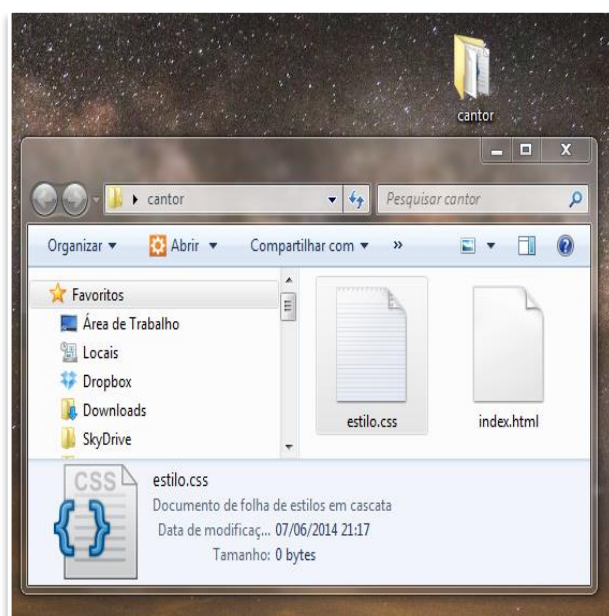 cantor
cantor
Pesquisar cantor
Organizar
Abrir
Compartilhar com
»
Favoritos
Área de Trabalho
Locais
Dropbox
Downloads
SkyDrive
estilo.css
index.html
CSS
{}
estilo.css
Documento de folha de estilos em cascata
Data de modificaç... 07/06/2014 21:17
Tamanho: 0 bytes